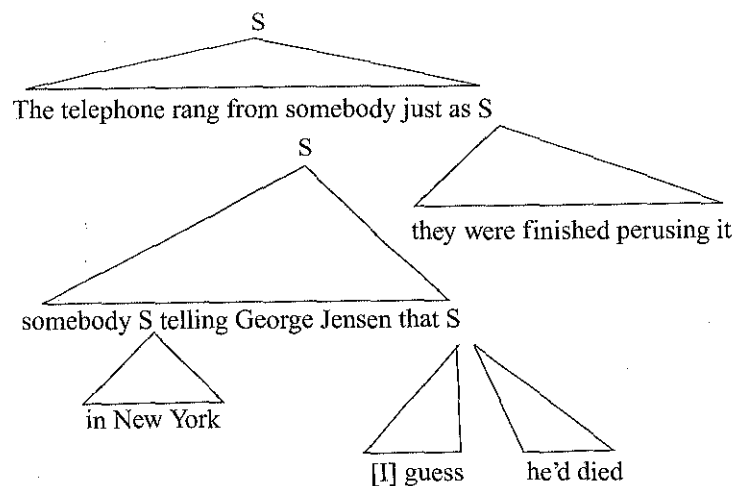 S
The telephone rang from somebody just as S
S
they were finished perusing it
somebody S telling George Jensen that S
in New York
[I] guess he'd died